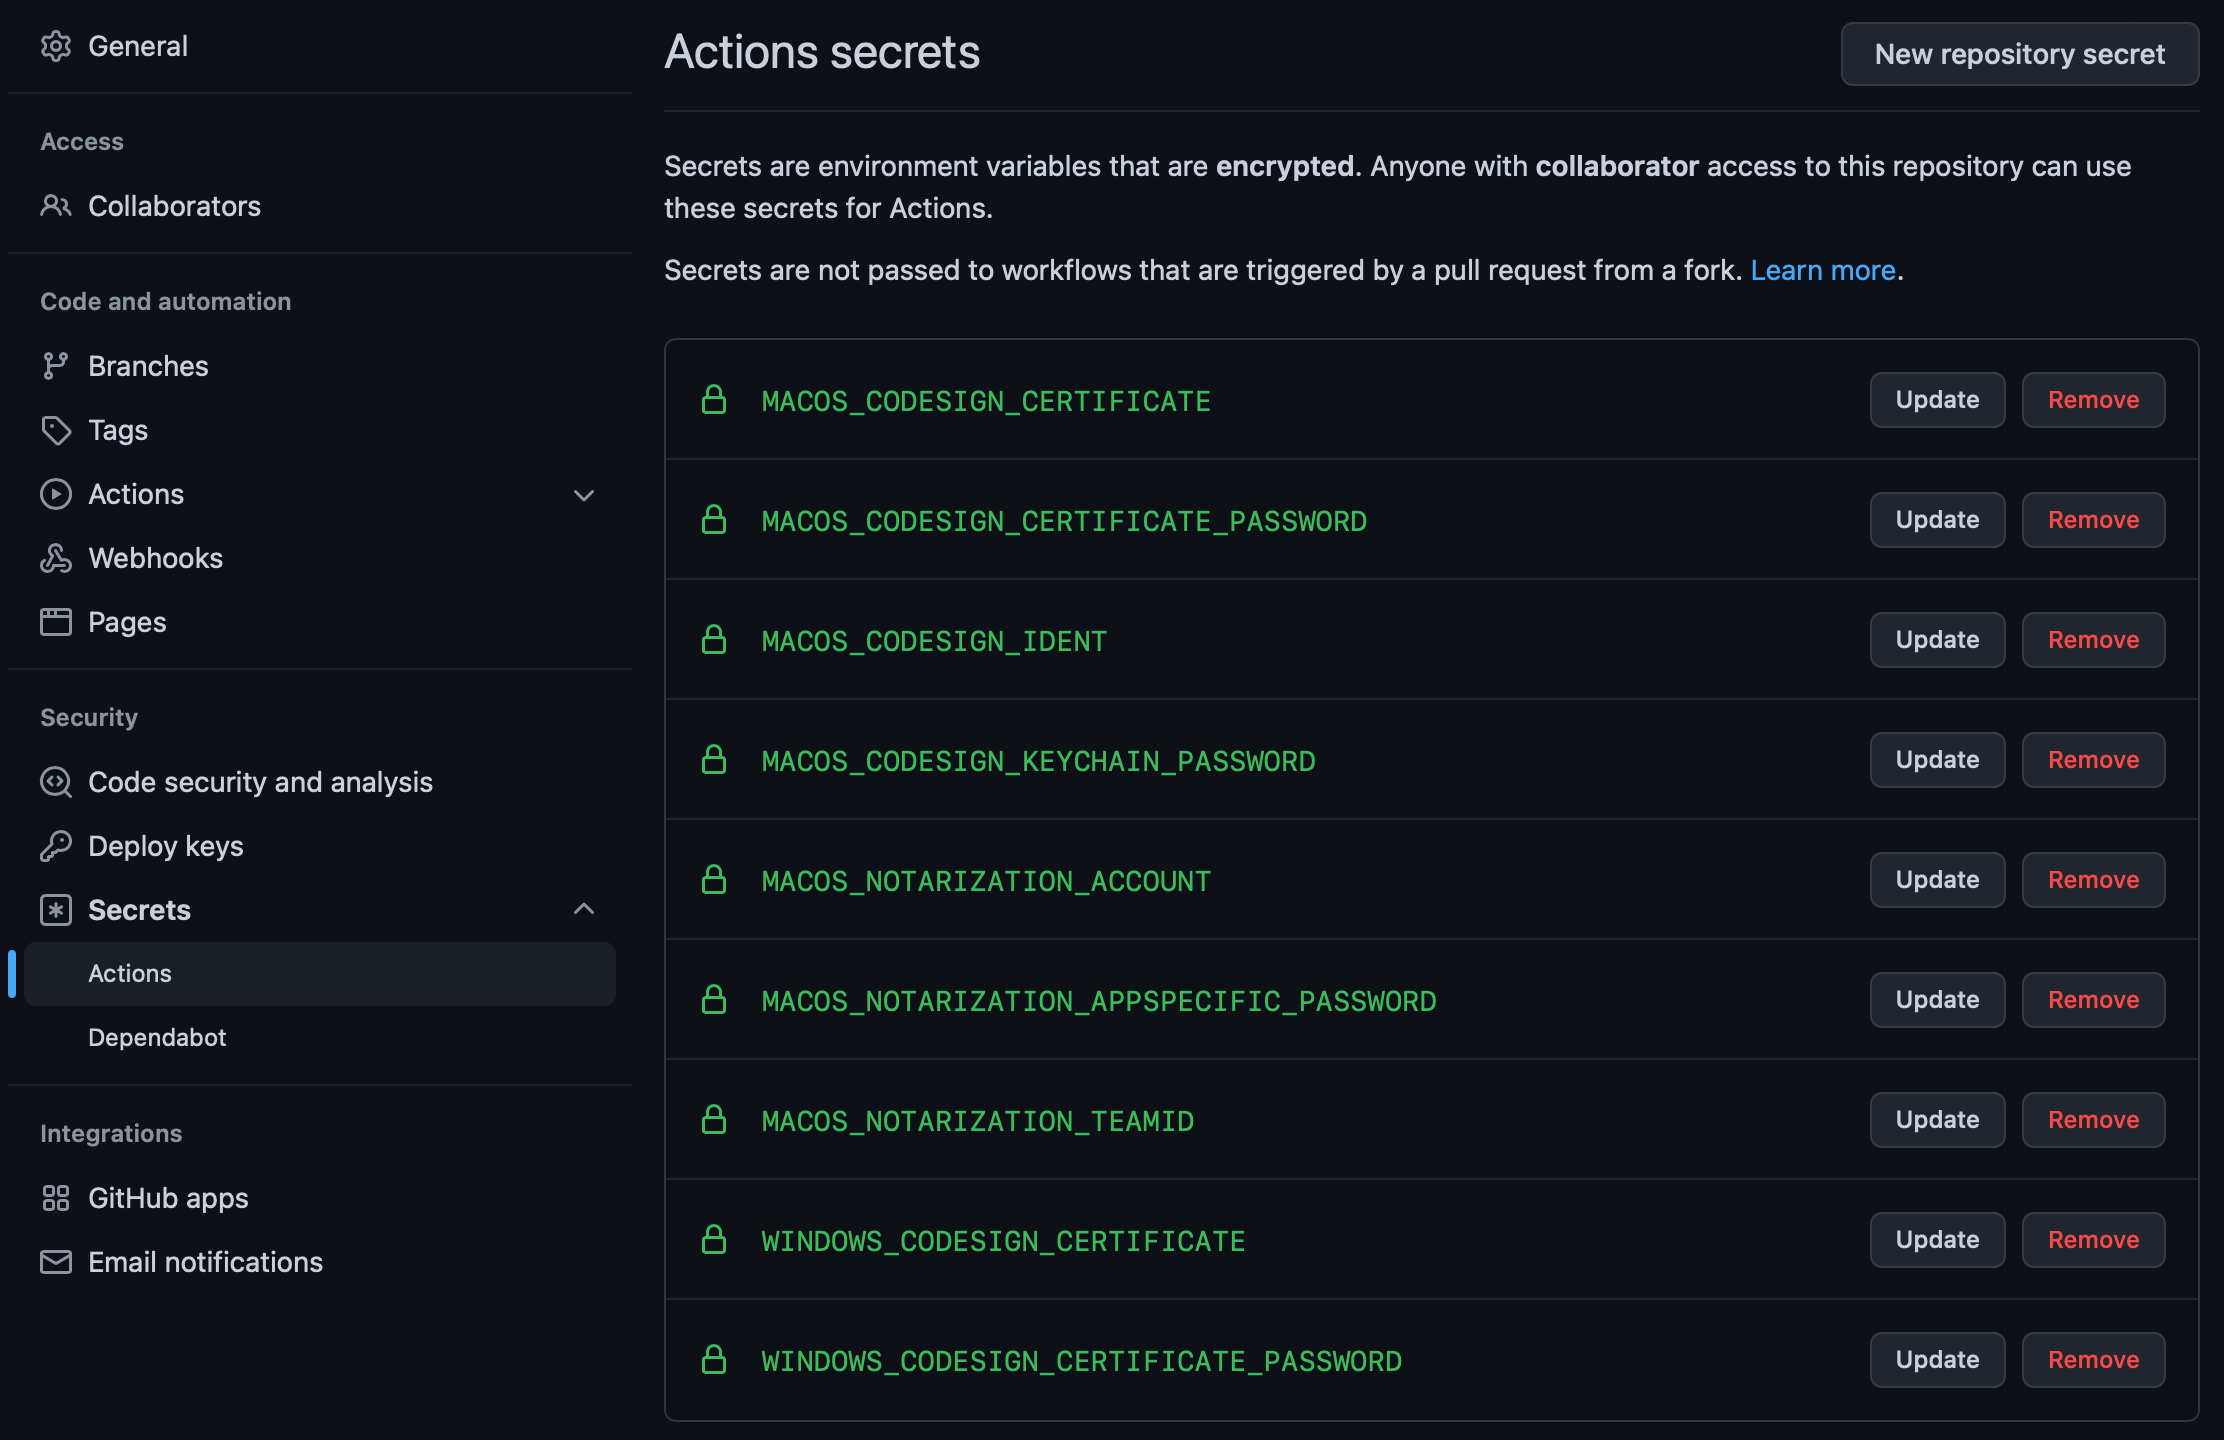 General
Access
Collaborators
Code and automation
Branches
Tags
Actions
Webhooks
Pages
Security
Code security and analysis
Deploy keys
Secrets
Actions
Dependabot
Integrations
GitHub apps
Email notifications
Actions secrets
New repository secret
Secrets are environment variables that are encrypted. Anyone with collaborator access to this repository can use
these secrets for Actions.
Secrets are not passed to workflows that are triggered by a pull request from a fork. Learn more.
MACOS_CODESIGN_CERTIFICATE Update Remove
MACOS_CODESIGN_CERTIFICATE_PASSWORD Update Remove
MACOS_CODESIGN_IDENT Update Remove
MACOS_CODESIGN_KEYCHAIN_PASSWORD Update Remove
MACOS_NOTARIZATION_ACCOUNT Update Remove
MACOS_NOTARIZATION_APPSPECIFIC_PASSWORD Update Remove
MACOS_NOTARIZATION_TEAMID Update Remove
WINDOWS_CODESIGN_CERTIFICATE Update Remove
WINDOWS_CODESIGN_CERTIFICATE_PASSWORD Update Remove